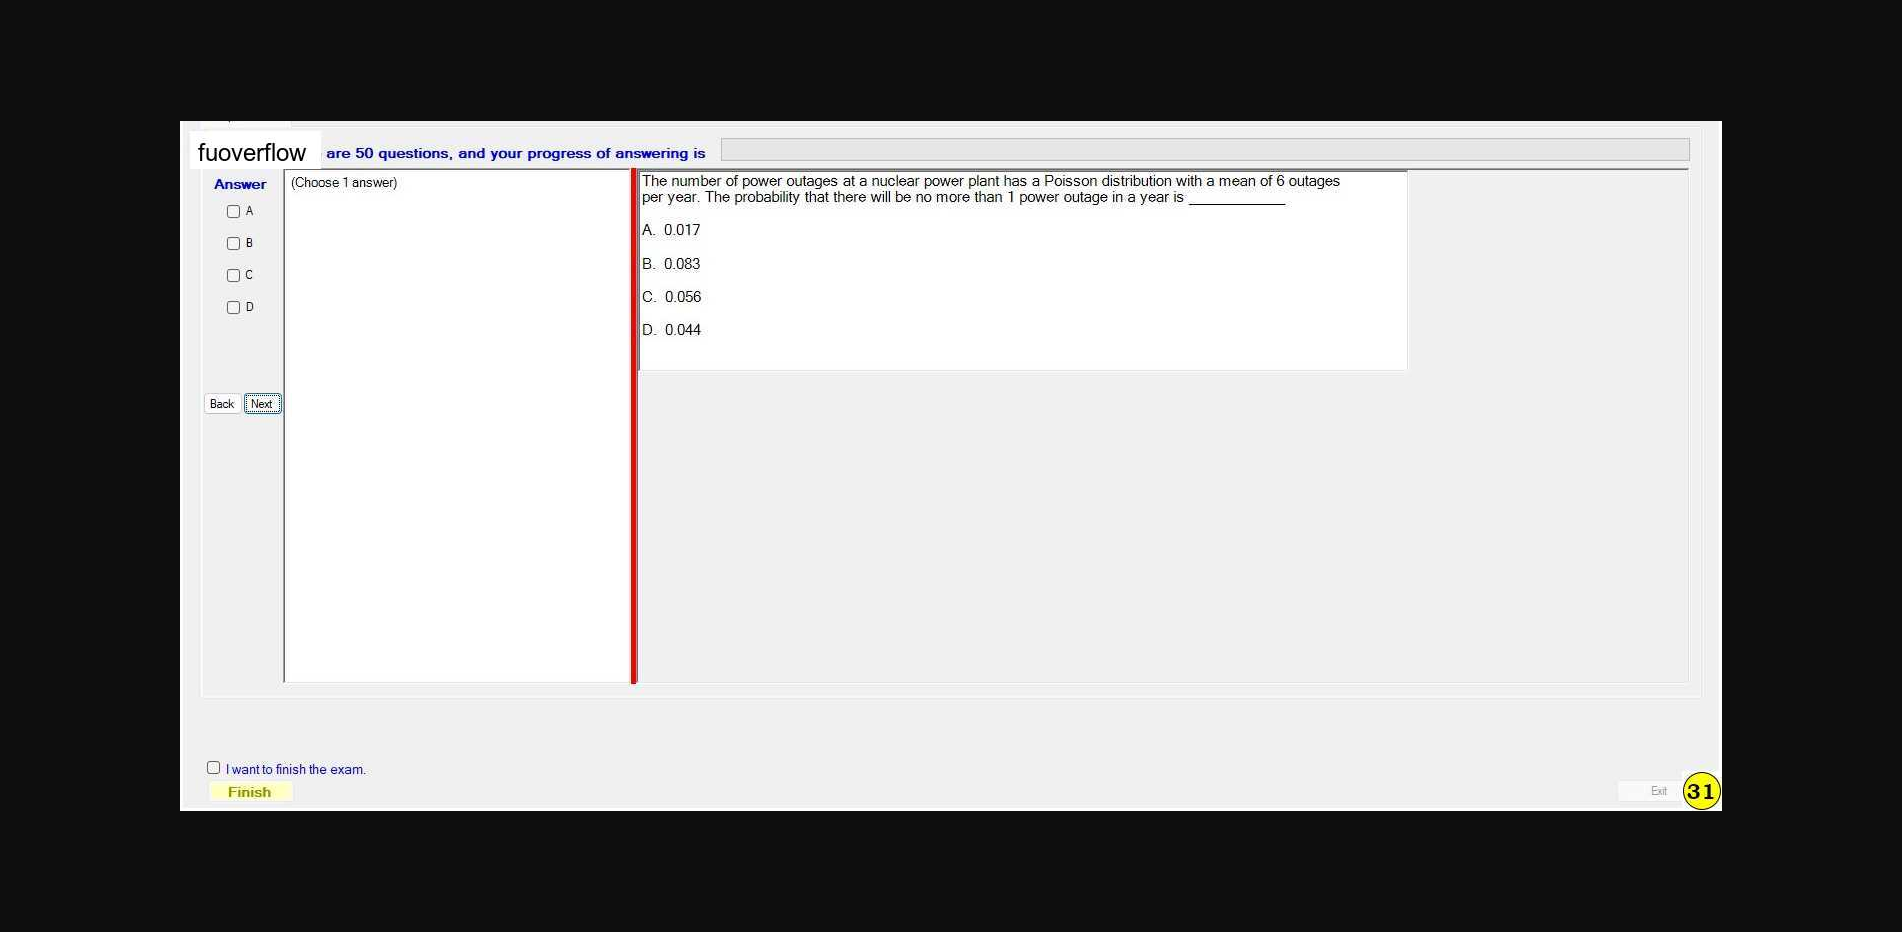 fuoverflow are 50 questions, and your progress of answering is
Answer
A
B
C
D
Back Next
(Choose 1 answer)
The number of power outages at a nuclear power plant has a Poisson distribution with a mean of 6 outages
per year. The probability that there will be no more than 1 power outage in a year is ____________
A. 0.017
B. 0.083
C. 0.056
D. 0.044
I want to finish the exam.
Finish
Exit
31